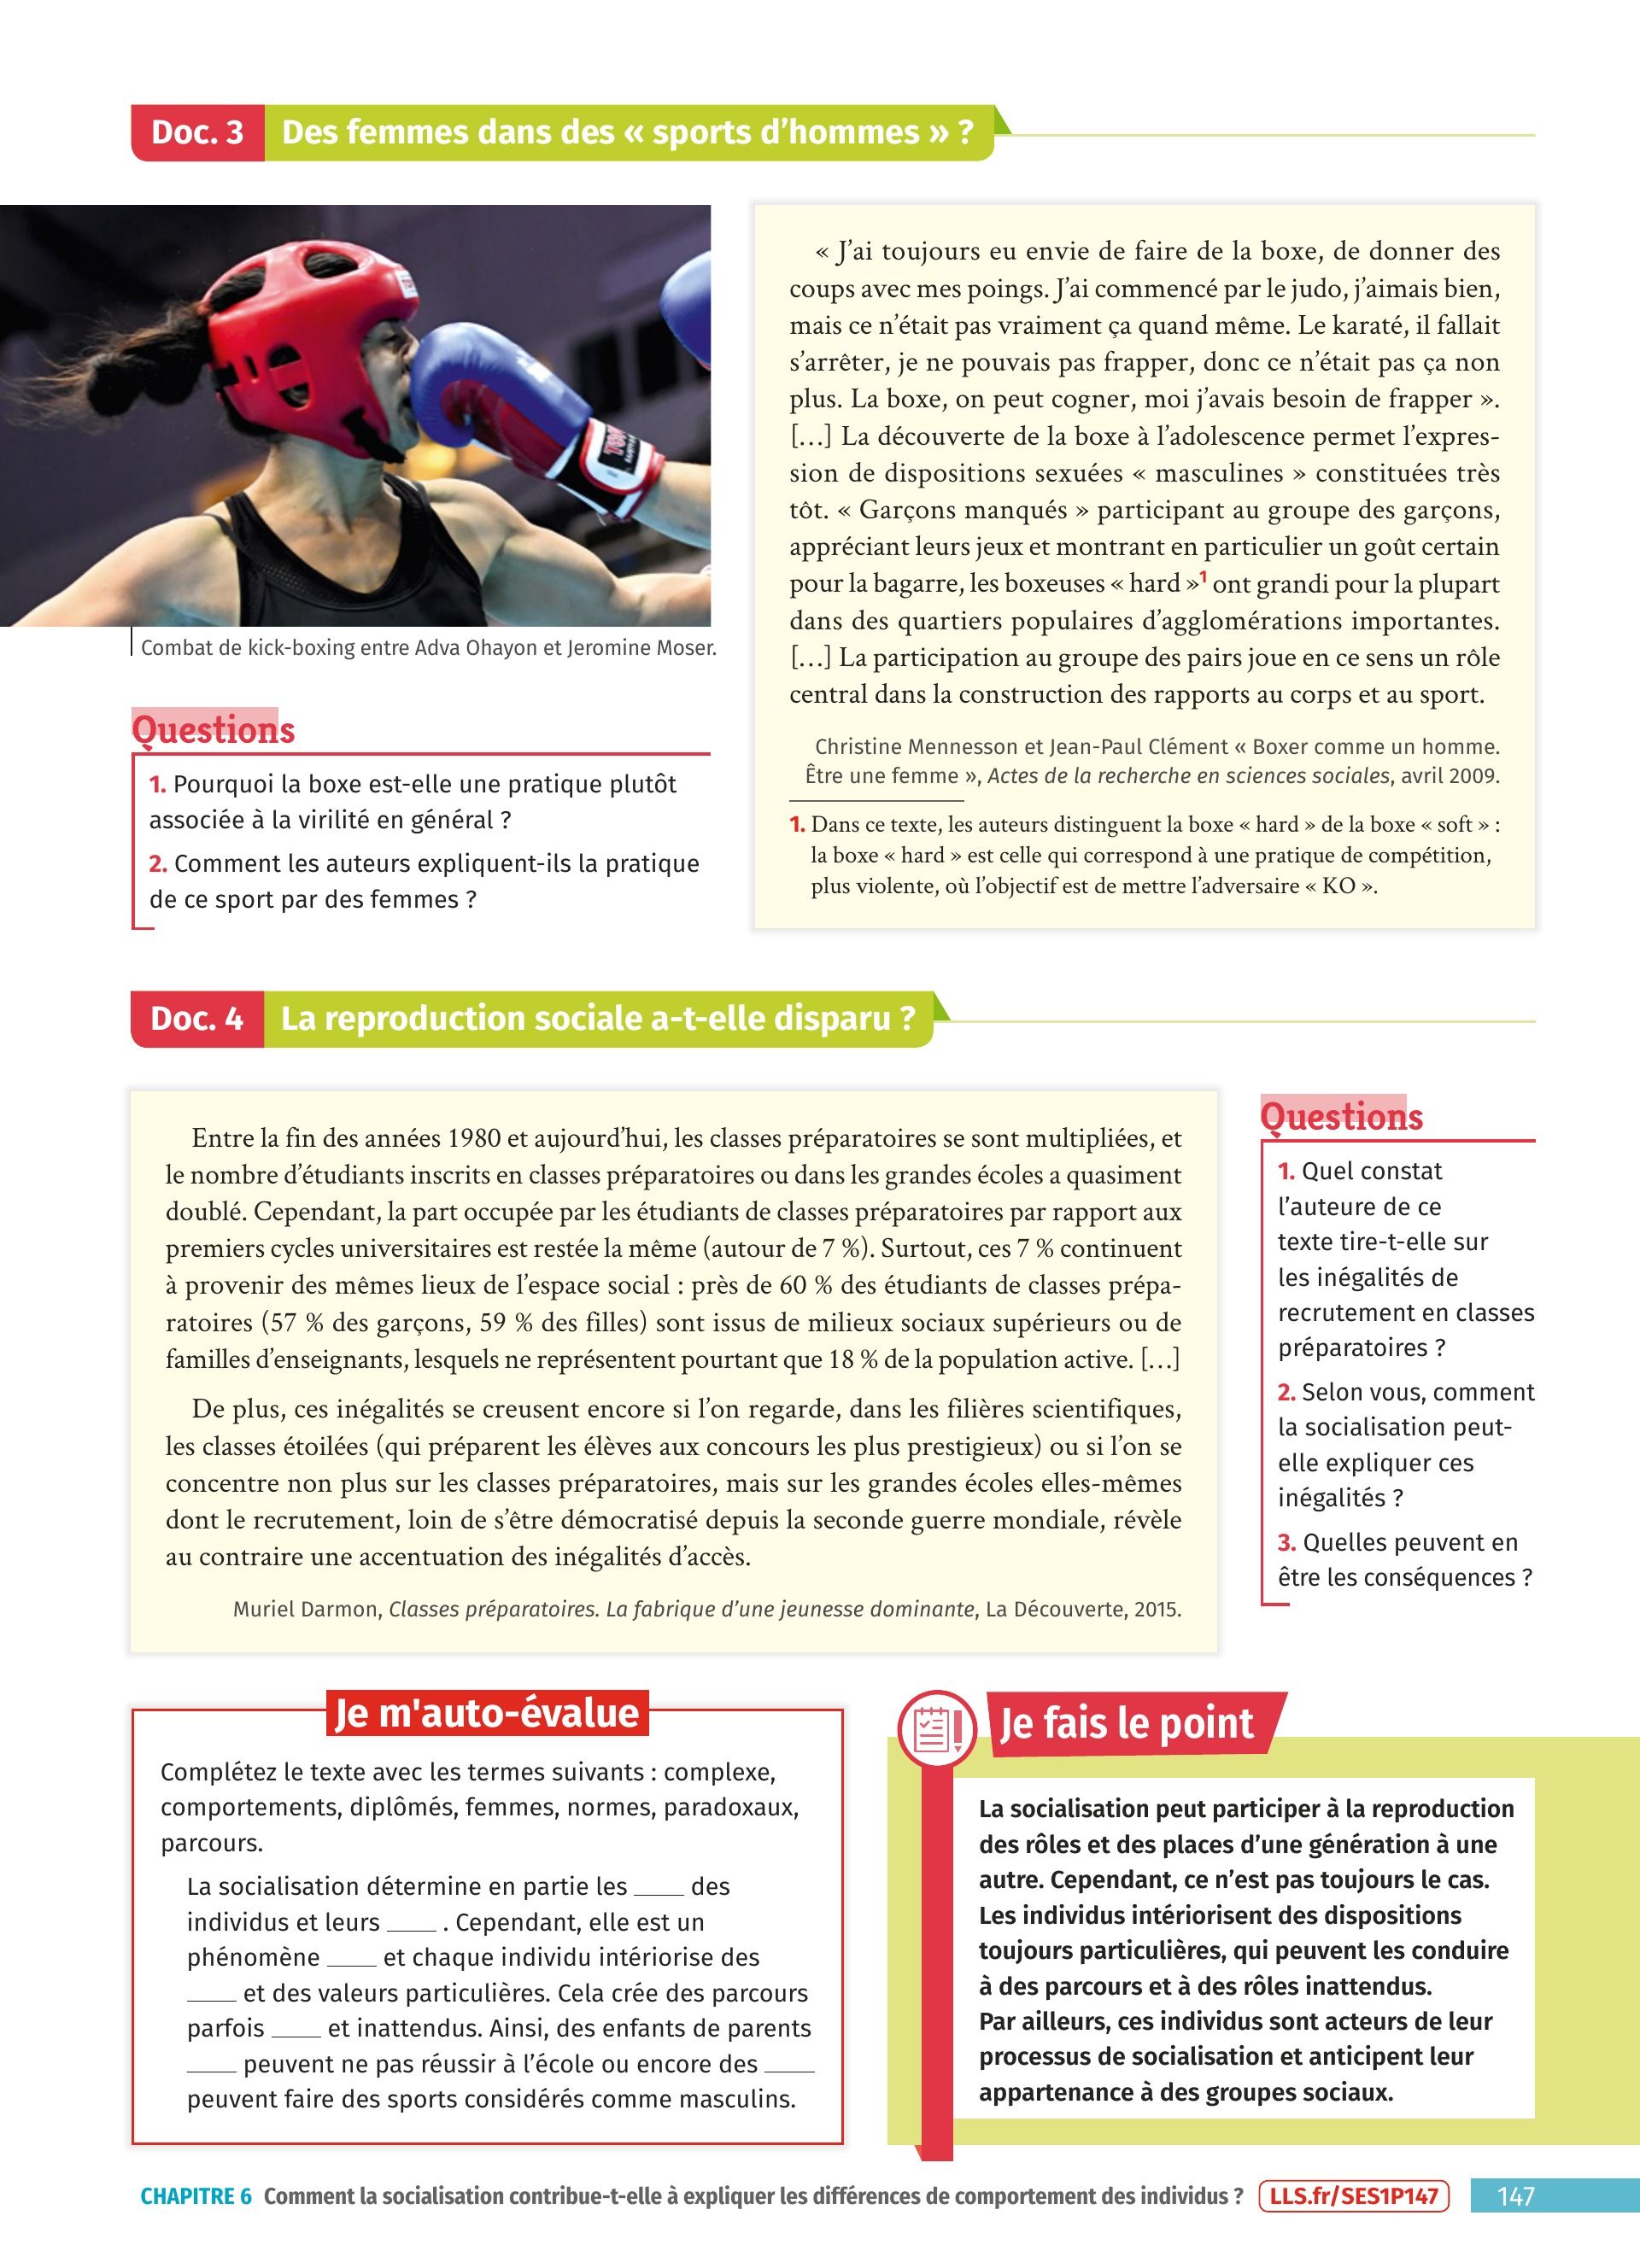 Doc. 3 Des femmes dans des « sports d'hommes » ?
Combat de kick-boxing entre Adva Ohayon et Jeromine Moser.
Questions
1. Pourquoi la boxe est-elle une pratique plutôt
associée à la virilité en général ?
2. Comment les auteurs expliquent-ils la pratique
de ce sport par des femmes ?
« J'ai toujours eu envie de faire de la boxe, de donner des
coups avec mes poings. J'ai commencé par le judo, j'aimais bien,
mais ce n'était pas vraiment ça quand même. Le karaté, il fallait
s'arrêter, je ne pouvais pas frapper, donc ce n'était pas ça non
plus. La boxe, on peut cogner, moi j'avais besoin de frapper ».
[…] La découverte de la boxe à l'adolescence permet l'expres-
sion de dispositions sexuées « masculines » constituées très
tôt. « Garçons manqués » participant au groupe des garçons,
appréciant leurs jeux et montrant en particulier un goût certain
pour la bagarre, les boxeuses « hard »1 ont grandi pour la plupart
dans des quartiers populaires d'agglomérations importantes.
[…] La participation au groupe des pairs joue en ce sens un rôle
central dans la construction des rapports au corps et au sport.
Christine Mennesson et Jean-Paul Clément « Boxer comme un homme.
Être une femme », Actes de la recherche en sciences sociales, avril 2009.
1. Dans ce texte, les auteurs distinguent la boxe « hard » de la boxe « soft » :
la boxe « hard » est celle qui correspond à une pratique de compétition,
plus violente, où l'objectif est de mettre l'adversaire « KO ».
Doc. 4 La reproduction sociale a-t-elle disparu ?
Entre la fin des années 1980 et aujourd'hui, les classes préparatoires se sont multipliées, et
le nombre d'étudiants inscrits en classes préparatoires ou dans les grandes écoles a quasiment
doublé. Cependant, la part occupée par les étudiants de classes préparatoires par rapport aux
premiers cycles universitaires est restée la même (autour de 7 %). Surtout, ces 7 % continuent
à provenir des mêmes lieux de l'espace social : près de 60 % des étudiants de classes prépa-
ratoires (57 % des garçons, 59 % des filles) sont issus de milieux sociaux supérieurs ou de
familles d'enseignants, lesquels ne représentent pourtant que 18 % de la population active. […]
De plus, ces inégalités se creusent encore si l'on regarde, dans les filières scientifiques,
les classes étoilées (qui préparent les élèves aux concours les plus prestigieux) ou si l'on se
concentre non plus sur les classes préparatoires, mais sur les grandes écoles elles-mêmes
dont le recrutement, loin de s'être démocratisé depuis la seconde guerre mondiale, révèle
au contraire une accentuation des inégalités d'accès.
Muriel Darmon, Classes préparatoires. La fabrique d'une jeunesse dominante, La Découverte, 2015.
Questions
1. Quel constat
l'auteure de ce
texte tire-t-elle sur
les inégalités de
recrutement en classes
préparatoires ?
2. Selon vous, comment
la socialisation peut-
elle expliquer ces
inégalités ?
3. Quelles peuvent en
être les conséquences ?
Je m'auto-évalue
Complétez le texte avec les termes suivants : complexe,
comportements, diplômés, femmes, normes, paradoxaux,
parcours.
La socialisation détermine en partie les ____ des
individus et leurs ____ . Cependant, elle est un
phénomène ____ et chaque individu intériorise des
____ et des valeurs particulières. Cela crée des parcours
parfois ____ et inattendus. Ainsi, des enfants de parents
____ peuvent ne pas réussir à l'école ou encore des ____
peuvent faire des sports considérés comme masculins.
Je fais le point
La socialisation peut participer à la reproduction
des rôles et des places d'une génération à une
autre. Cependant, ce n'est pas toujours le cas.
Les individus intériorisent des dispositions
toujours particulières, qui peuvent les conduire
à des parcours et à des rôles inattendus.
Par ailleurs, ces individus sont acteurs de leur
processus de socialisation et anticipent leur
appartenance à des groupes sociaux.
CHAPITRE 6 Comment la socialisation contribue-t-elle à expliquer les différences de comportement des individus ? LLS.fr/SES1P147 147